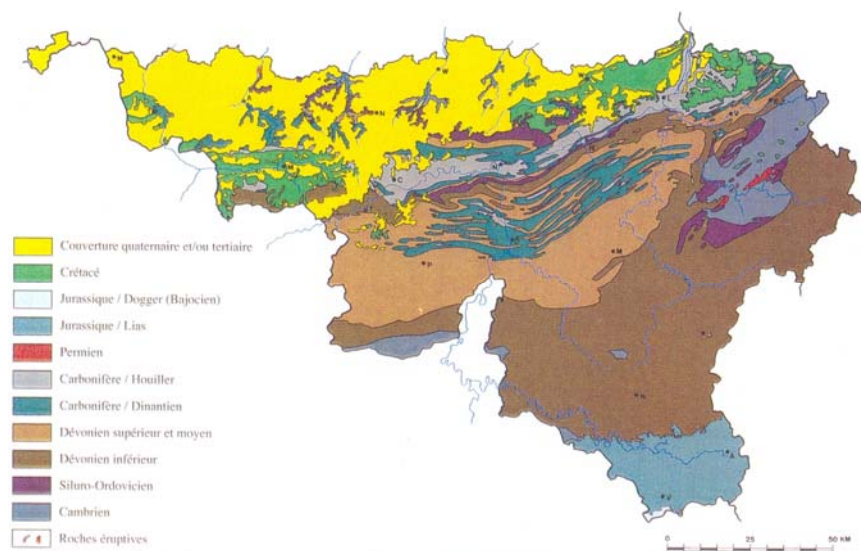 Couverture quaternaire et/ou tertiaire
Crétacé
Jurassique / Dogger (Bajocien)
Jurassique / Lias
Permien
Carbonifère / Houiller
Carbonifère / Dinantien
Dévonien supérieur et moyen
Dévonien inférieur
Siluro-Ordovicien
Cambrien
Roches éruptives
M
W
N
C
P
M
N
A
V
0 25 50 KM